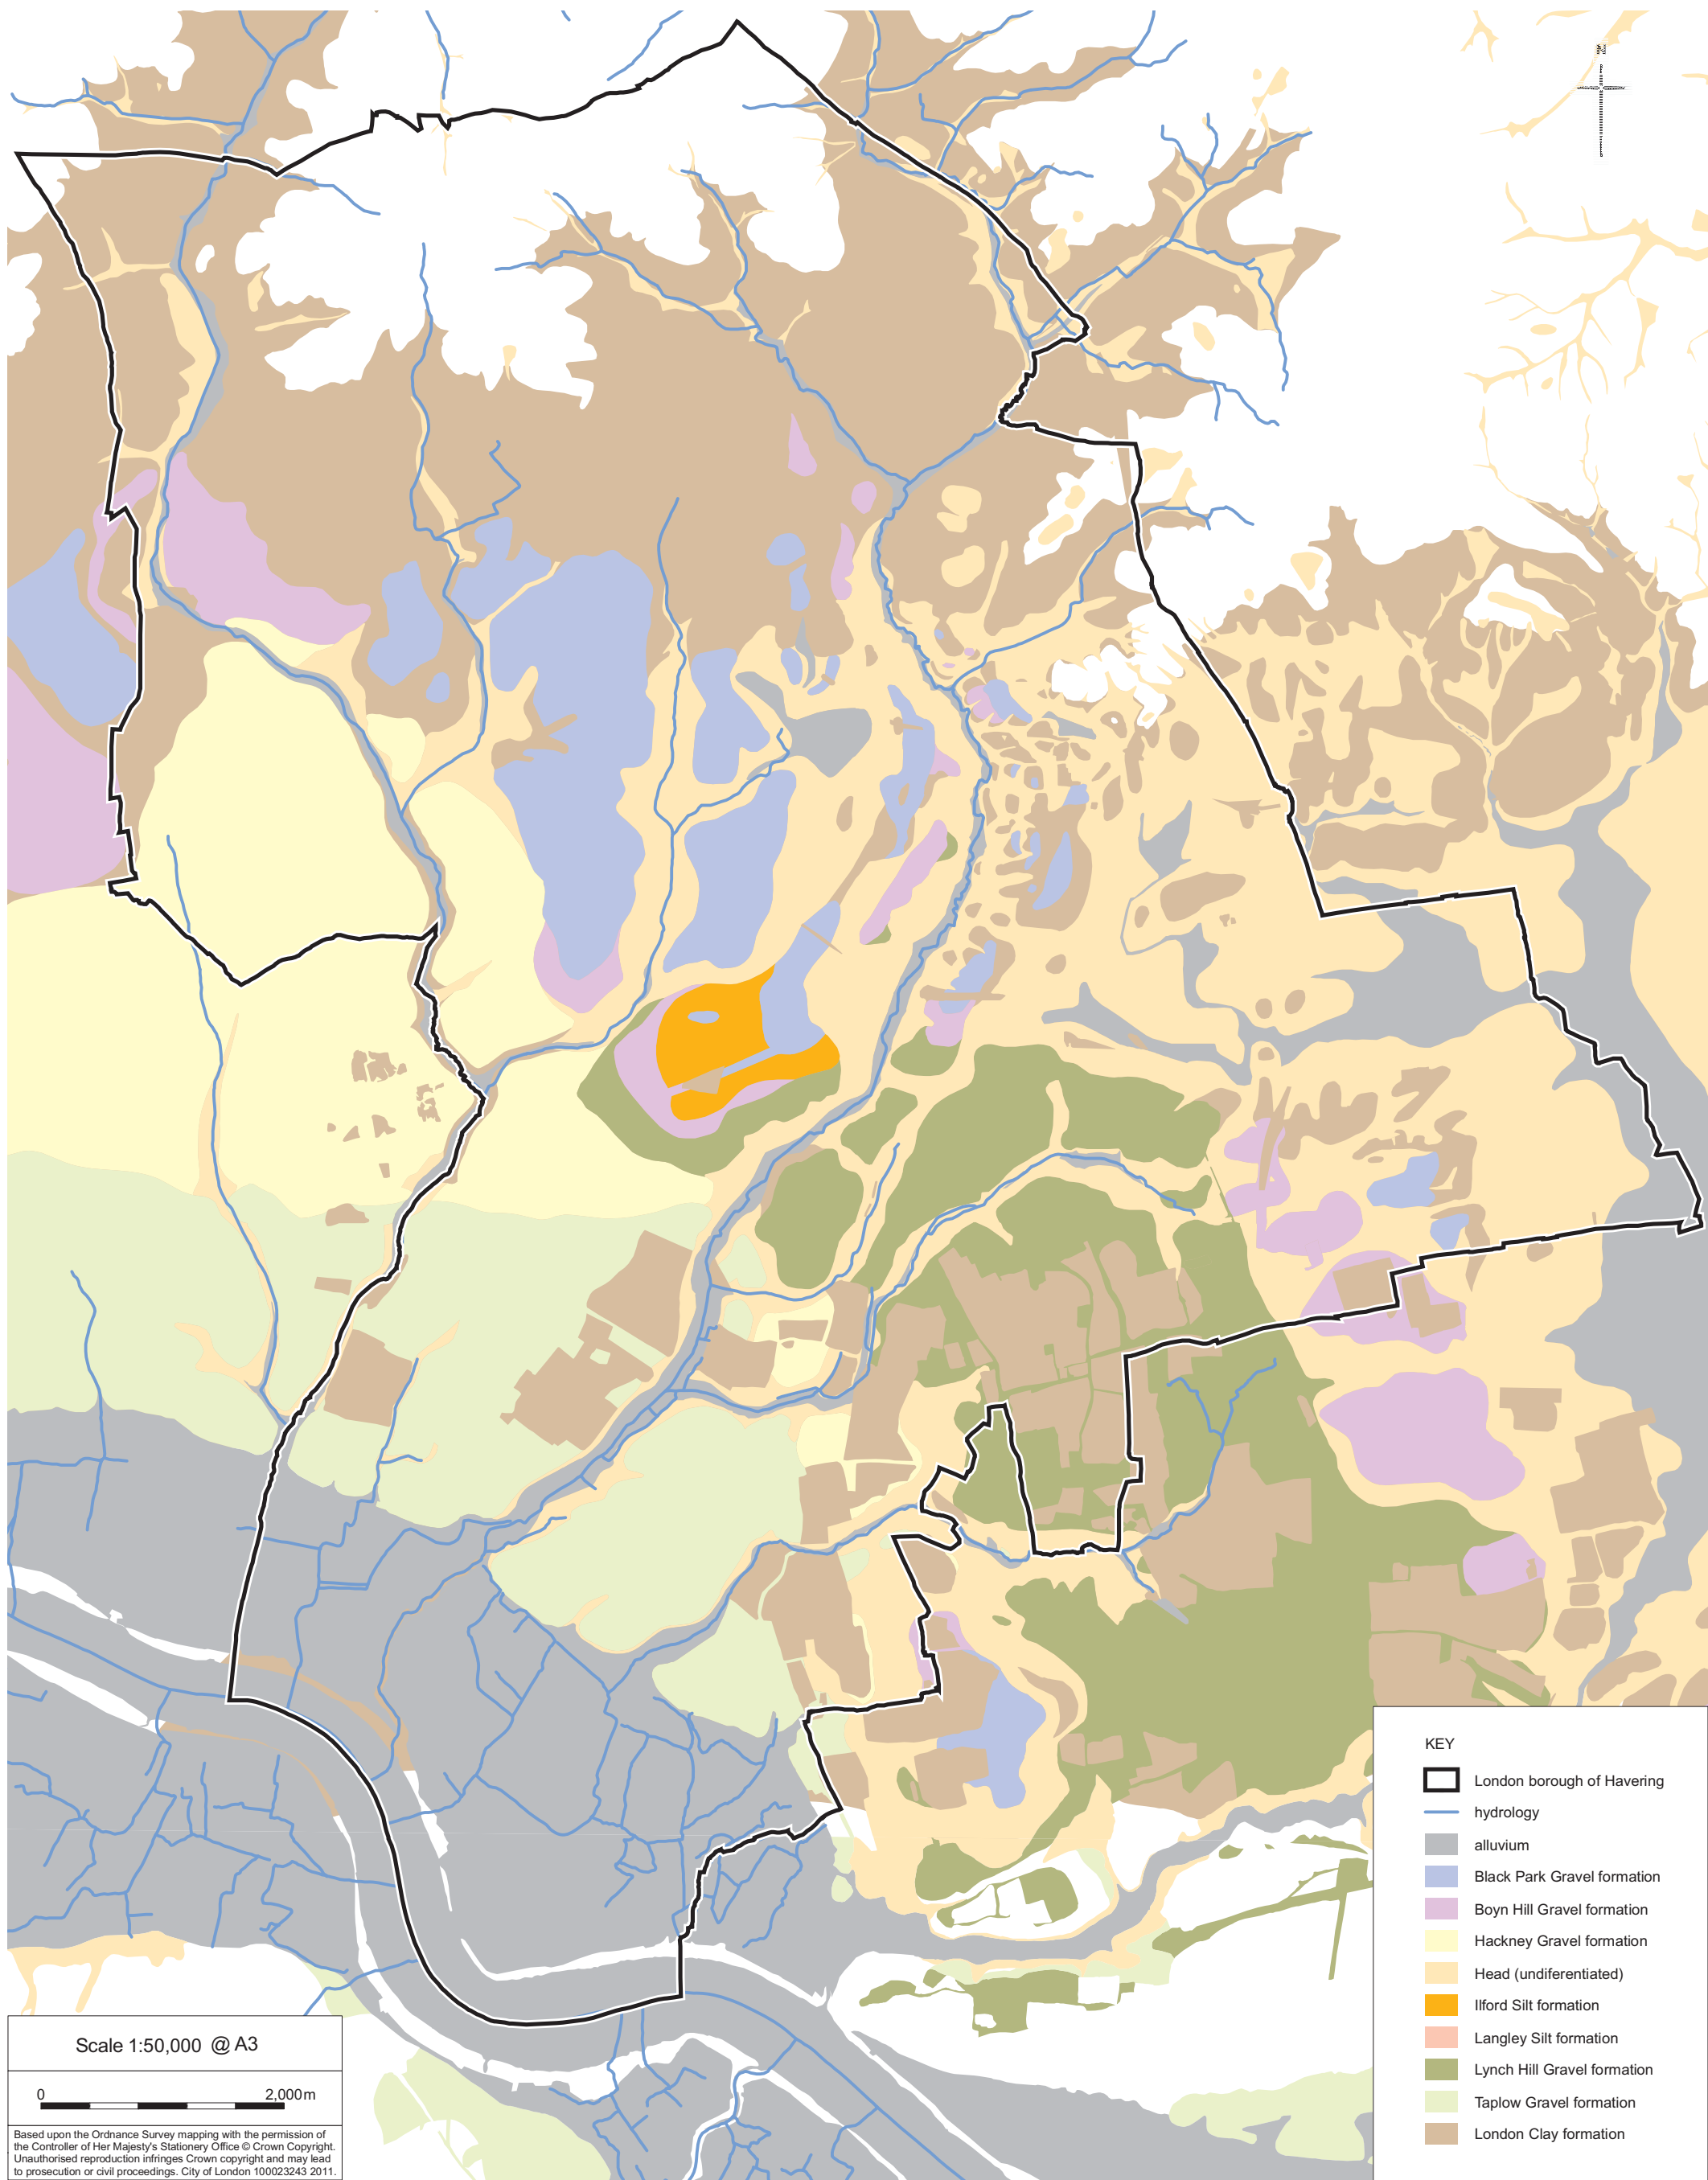 N
KEY
London borough of Havering
hydrology
alluvium
Black Park Gravel formation
Boyn Hill Gravel formation
Hackney Gravel formation
Head (undiferentiated)
Ilford Silt formation
Langley Silt formation
Lynch Hill Gravel formation
Taplow Gravel formation
London Clay formation
Scale 1:50,000 @ A3
0 2,000m
Based upon the Ordnance Survey mapping with the permission of
the Controller of Her Majesty's Stationery Office © Crown Copyright.
Unauthorised reproduction infringes Crown copyright and may lead
to prosecution or civil proceedings. City of London 100023243 2011.